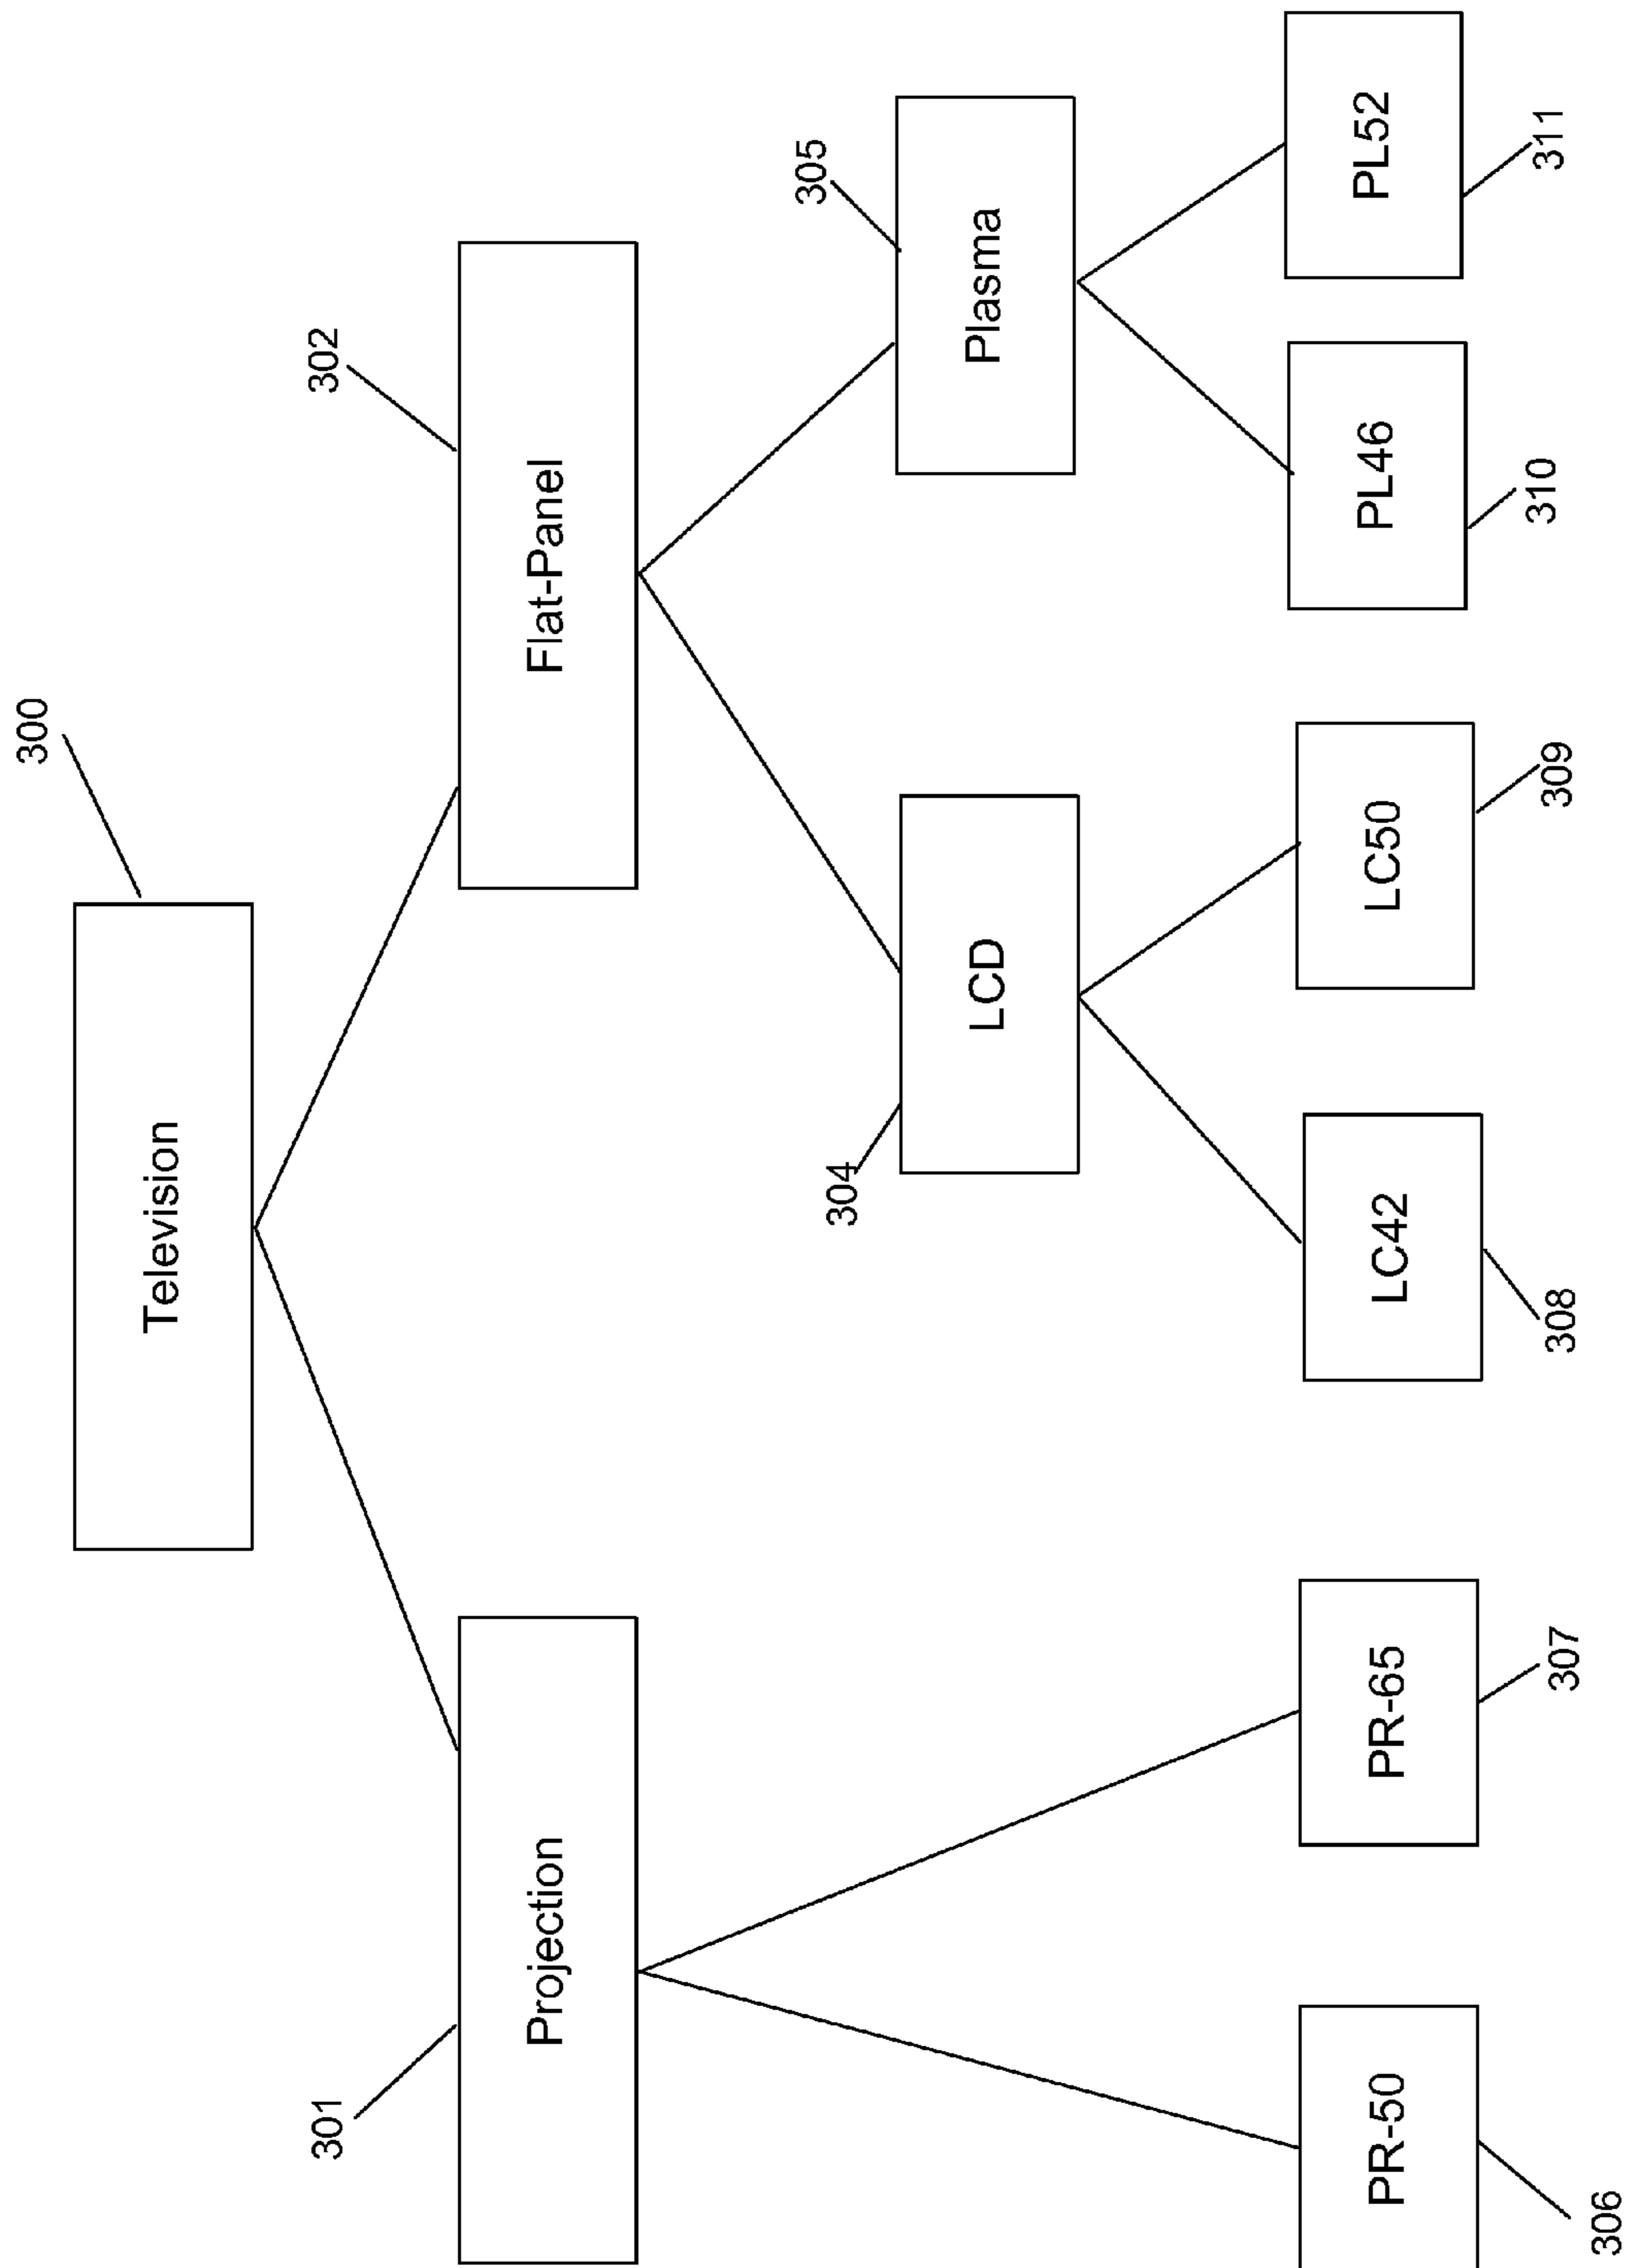 300
Television
301
302
Projection
Flat-Panel
304
305
LCD
Plasma
PR-50
PR-65
LC42
LC50
PL46
PL52
306
307
308
309
310
311